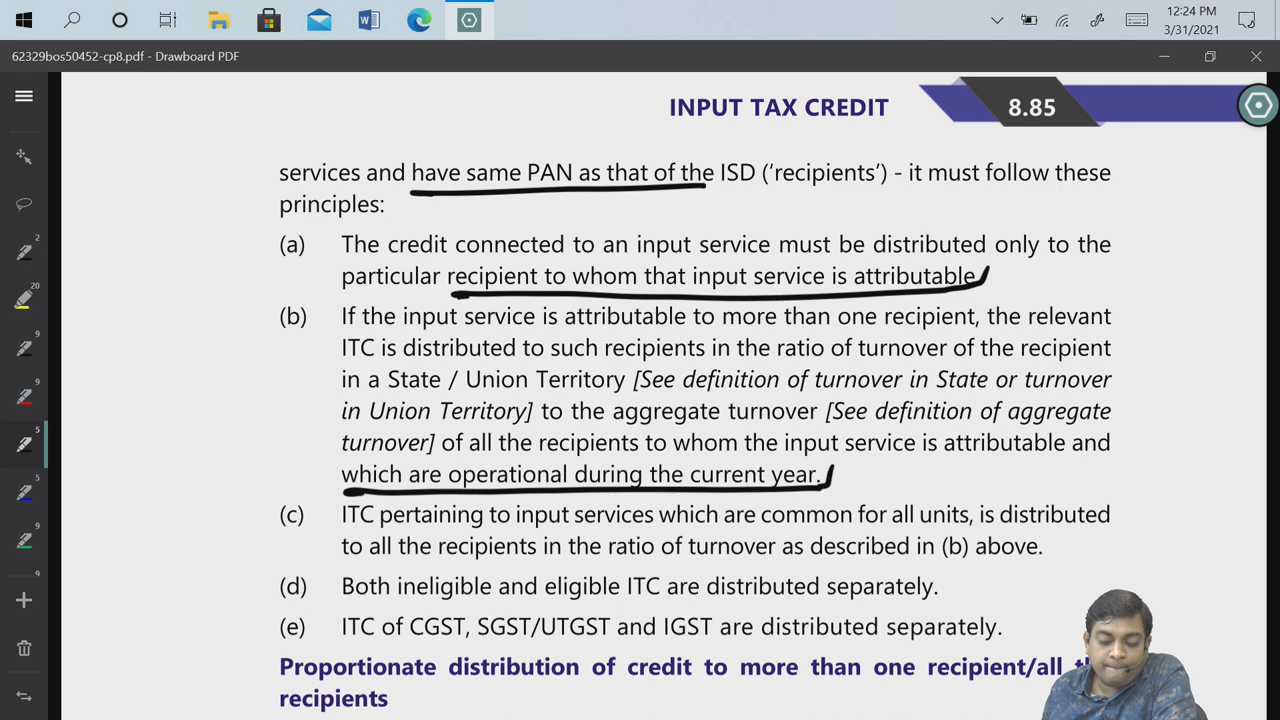 12:24 PM
3/31/2021
62329bos50452-cp8.pdf - Drawboard PDF
INPUT TAX CREDIT
8.85
services and have same PAN as that of the ISD (‘recipients’) - it must follow these
principles:
(a) The credit connected to an input service must be distributed only to the
particular recipient to whom that input service is attributable
(b) If the input service is attributable to more than one recipient, the relevant
ITC is distributed to such recipients in the ratio of turnover of the recipient
in a State / Union Territory [See definition of turnover in State or turnover
in Union Territory] to the aggregate turnover [See definition of aggregate
turnover] of all the recipients to whom the input service is attributable and
which are operational during the current year.
(c) ITC pertaining to input services which are common for all units, is distributed
to all the recipients in the ratio of turnover as described in (b) above.
(d) Both ineligible and eligible ITC are distributed separately.
(e) ITC of CGST, SGST/UTGST and IGST are distributed separately.
Proportionate distribution of credit to more than one recipient/all
recipients
2
20
9
9
5
5
9
9